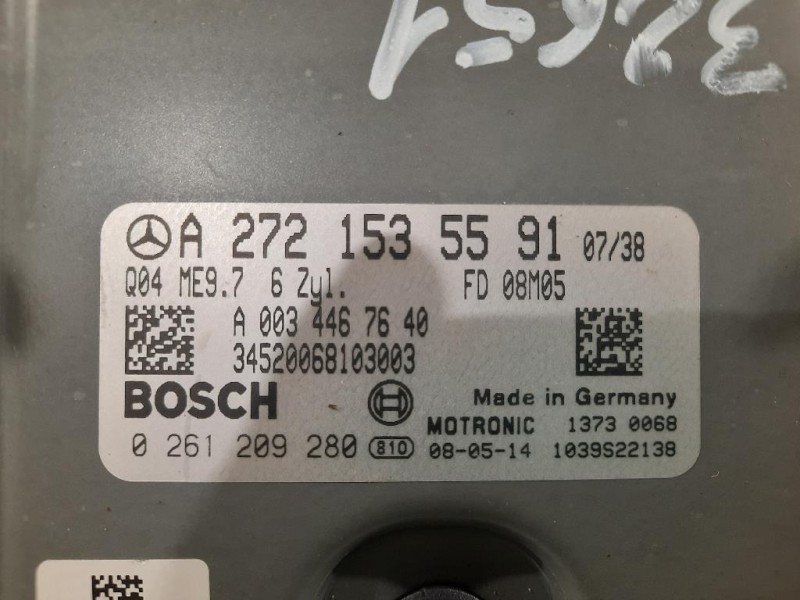 32651
A 272 153 55 91 07/38
Q04 ME9.7 6 Zyl. FD 08M05
A 003 446 76 40
34520068103003
BOSCH Made in Germany
MOTRONIC 1373 0068
0 261 209 280 810 08-05-14 1039S22138